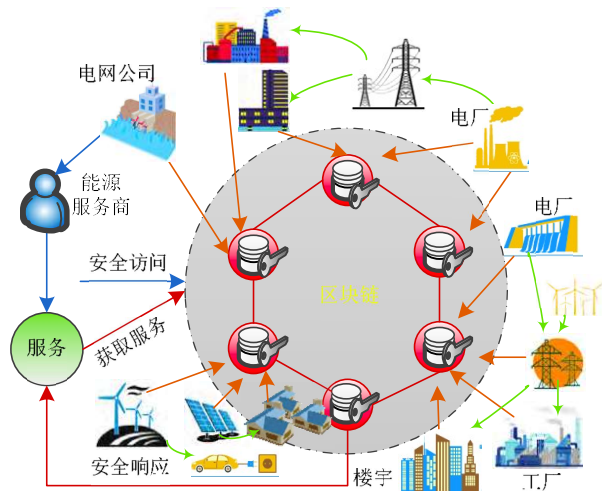 电网公司
电厂
能源
服务商
电厂
安全访问
区块链
服务
获取服务
安全响应
楼宇
工厂